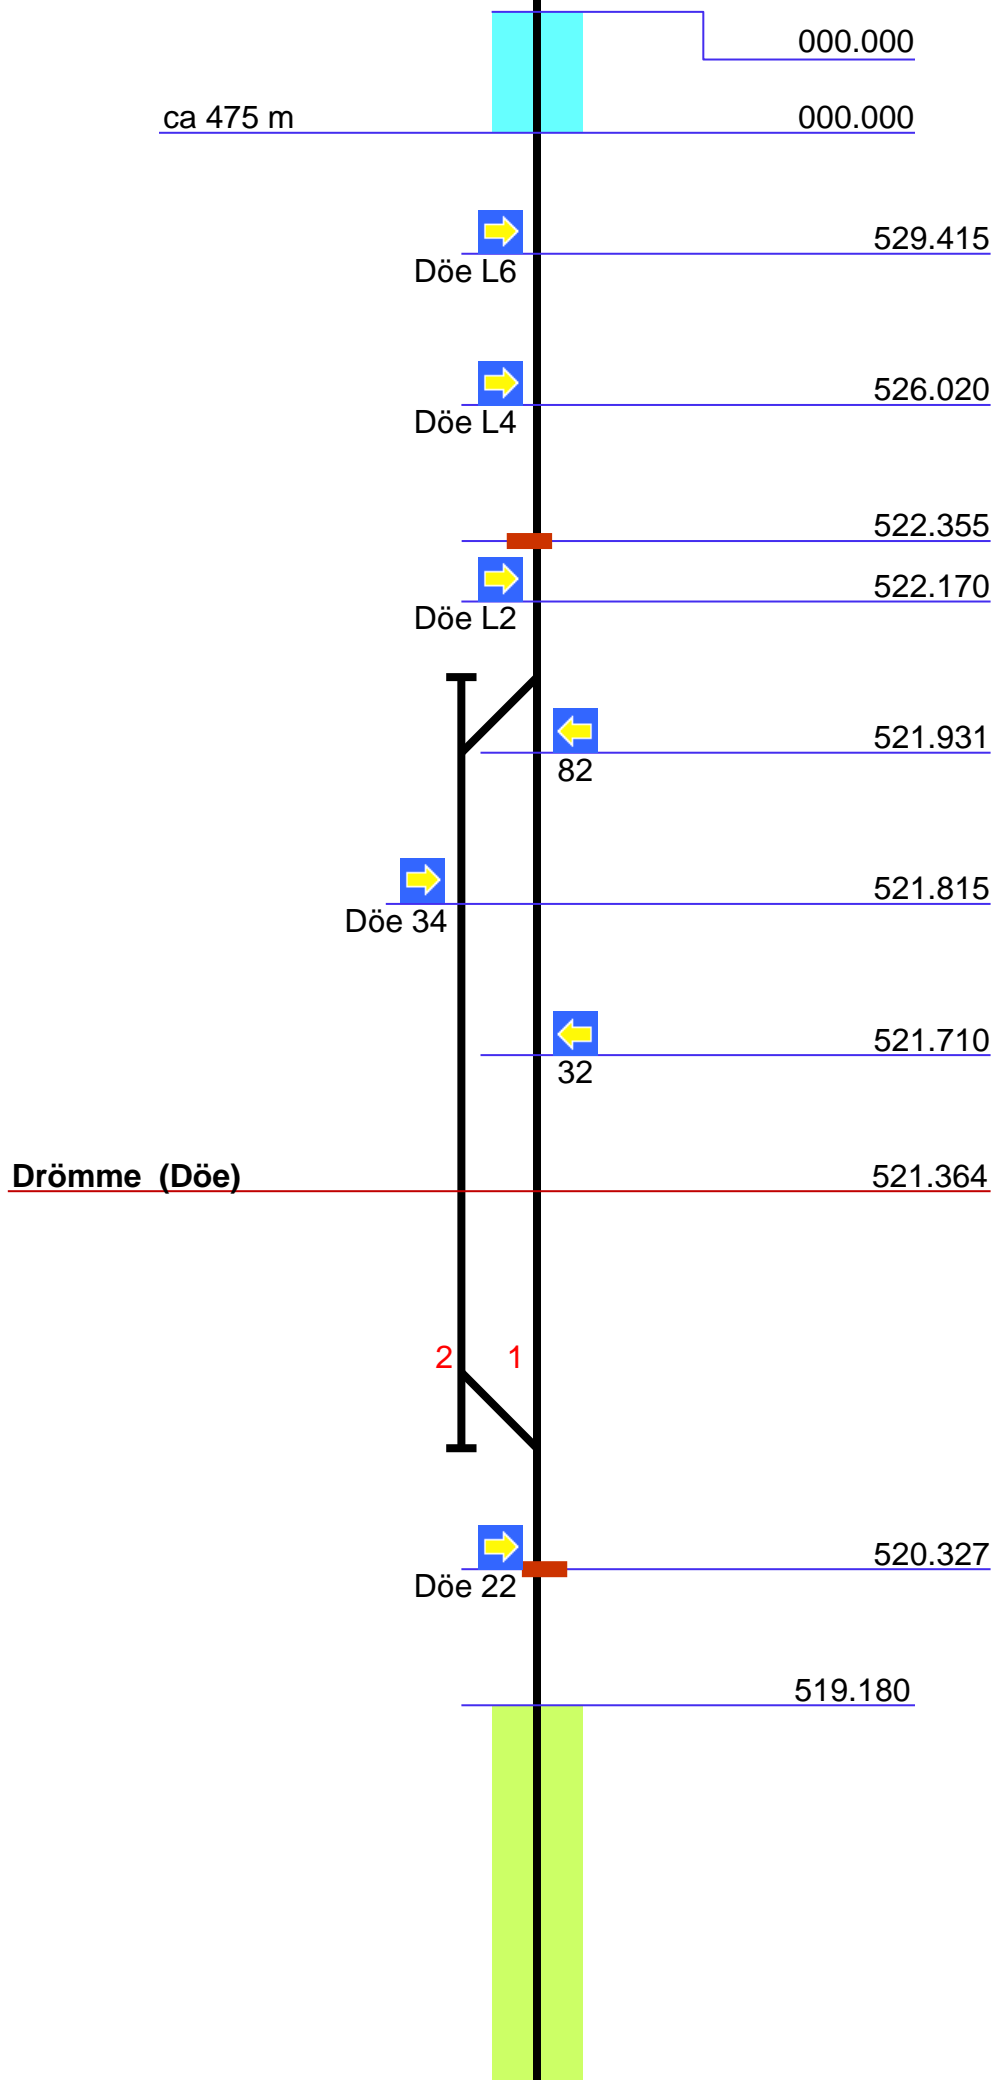 000.000
ca 475 m 000.000
529.415
Döe L6
526.020
Döe L4
522.355
522.170
Döe L2
521.931
82
521.815
Döe 34
521.710
32
Drömme (Döe) 521.364
2 1
520.327
Döe 22
519.180